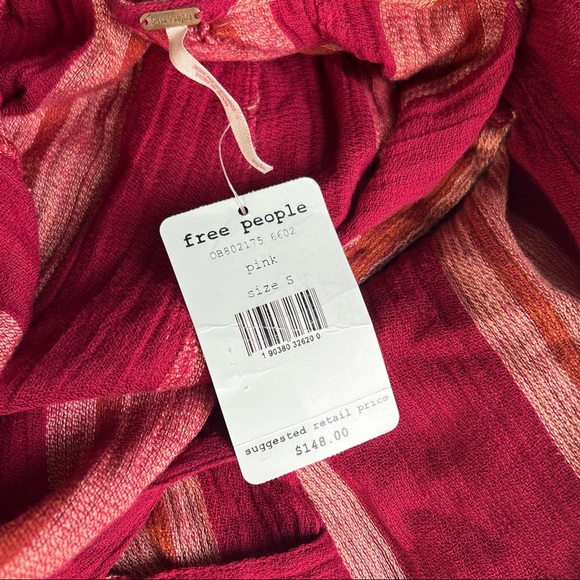 free people
OB802175 6602
pink
size S
1 90380 32620 0
suggested retail price
$148.00